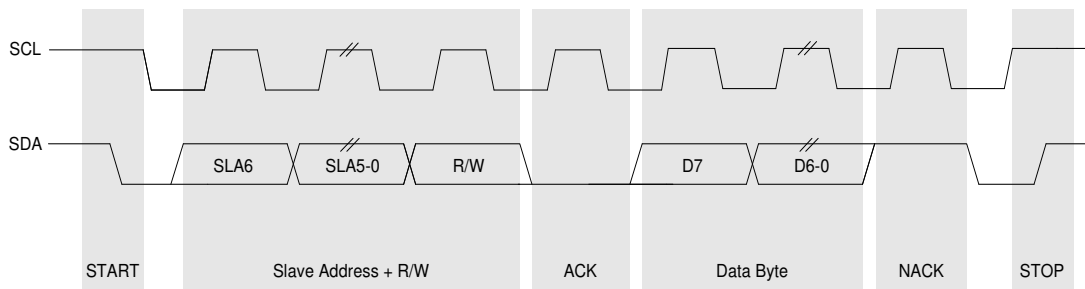 SCL
SDA
SLA6 SLA5-0 R/W D7 D6-0
START Slave Address + R/W ACK Data Byte NACK STOP